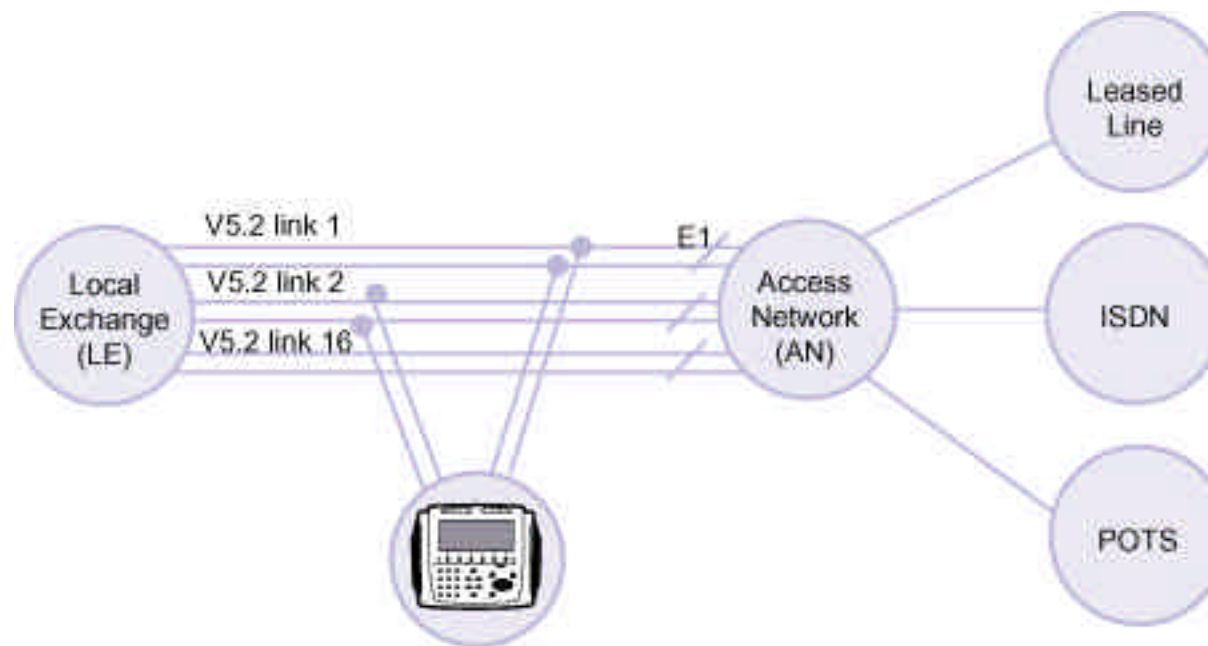 Leased
Line
V5.2 link 1
E1
Local
Exchange
(LE)
V5.2 link 2
V5.2 link 16
Access
Network
(AN)
ISDN
POTS